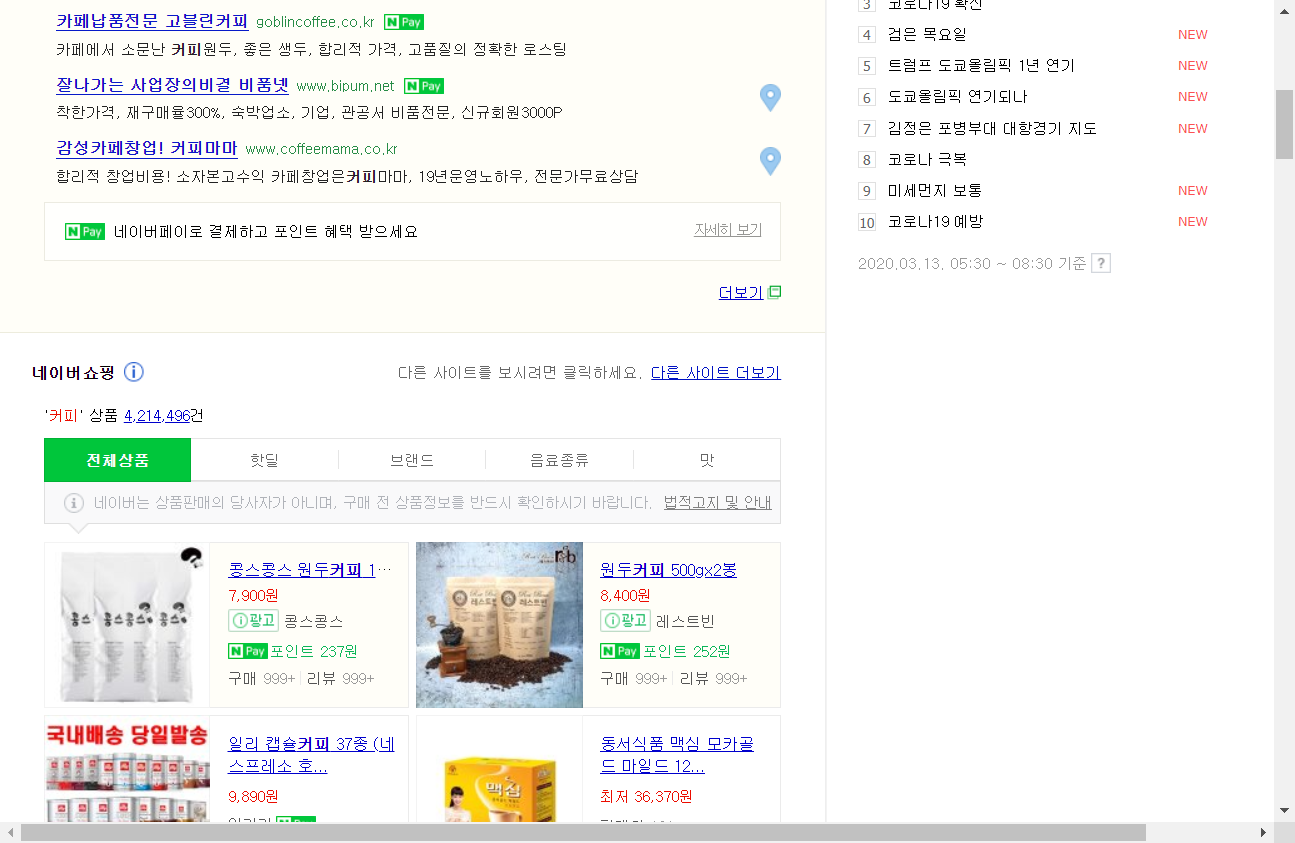 카페납품전문 고블린커피 goblincoffee.co.kr N Pay
카페에서 소문난 커피원두, 좋은 생두, 합리적 가격, 고품질의 정확한 로스팅
잘나가는 사업장의비결 비품넷 www.bipum.net N Pay
착한가격, 재구매율300%, 숙박업소, 기업, 관공서 비품전문, 신규회원3000P
감성카페창업! 커피마마 www.coffeemama.co.kr
합리적 창업비용! 소자본고수익 카페창업은커피마마, 19년운영노하우, 전문가무료상담
N Pay 네이버페이로 결제하고 포인트 혜택 받으세요 자세히 보기
더보기
네이버쇼핑 다른 사이트를 보시려면 클릭하세요. 다른 사이트 더보기
'커피' 상품 4,214,496건
전체상품 핫딜 브랜드 음료종류 맛
네이버는 상품판매의 당사자가 아니며, 구매 전 상품정보를 반드시 확인하시기 바랍니다. 법적고지 및 안내
콩스콩스 원두커피 1…
7,900원
광고 콩스콩스
N Pay 포인트 237원
구매 999+ 리뷰 999+
rb
레스트빈
원두커피 500gx2봉
8,400원
광고 레스트빈
N Pay 포인트 252원
구매 999+ 리뷰 999+
국내배송 당일발송
일리 캡슐커피 37종 (네
스프레소 호...
9,890원
맥심
동서식품 맥심 모카골
드 마일드 12...
최저 36,370원
3 코로나19 확진
4 검은 목요일 NEW
5 트럼프 도쿄올림픽 1년 연기 NEW
6 도쿄올림픽 연기되나 NEW
7 김정은 포병부대 대항경기 지도 NEW
8 코로나 극복
9 미세먼지 보통 NEW
10 코로나19 예방 NEW
2020.03.13. 05:30 ~ 08:30 기준 ?